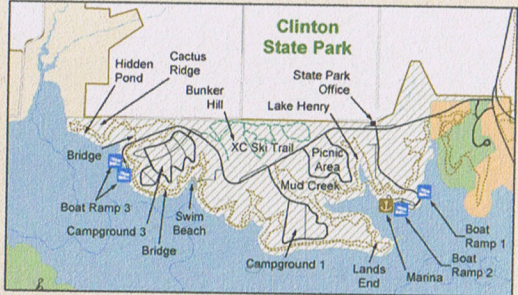 Clinton
State Park
Hidden
Pond
Cactus
Ridge
Bunker
Hill
State Park
Office
Lake Henry
XC Ski Trail
Picnic
Area
Bridge
Mud Creek
Boat Ramp 3
Campground 3
Swim
Beach
Bridge
Campground 1
Lands
End
Marina
Boat
Ramp 2
Boat
Ramp 1